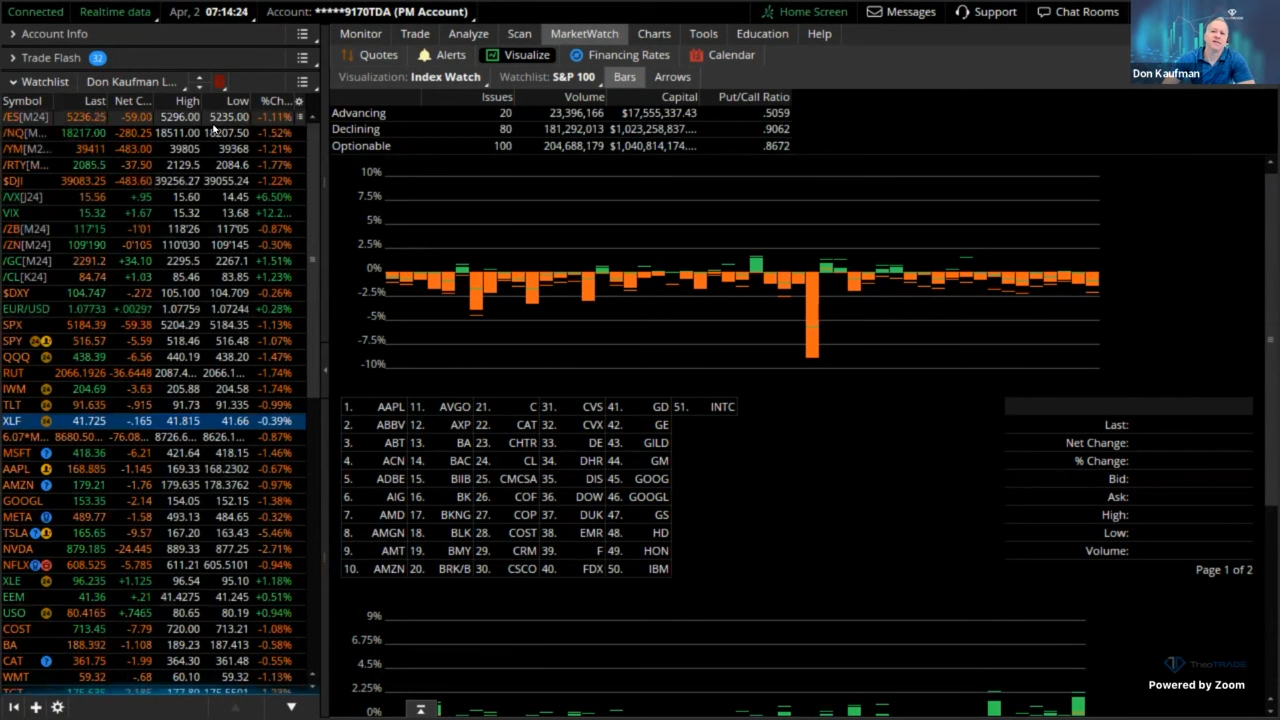 Connected Realtime data Apr, 2 07:14:24 Account: *****9170TDA (PM Account) Home Screen Messages Support Chat Rooms
Account Info
Trade Flash 32
Watchlist Don Kaufman L...
Symbol Last Net C... High Low %Ch...
/ES[M24] 5236.25 -59.00 5296.00 5235.00 -1.11%
/NQ[M... 18217.00 -280.25 18511.00 18207.50 -1.52%
/YM[M2... 39411 -483.00 39805 39368 -1.21%
/RTY[M... 2085.5 -37.50 2129.5 2084.6 -1.77%
$DJI 39083.25 -483.60 39256.27 39055.24 -1.22%
/VX[J24] 15.56 +.95 15.60 14.45 +6.50%
VIX 15.32 +1.67 15.32 13.68 +12.2...
/ZB[M24] 117'15 -1'01 118'26 117'05 -0.87%
/ZN[M24] 109'190 -0'105 110'030 109'145 -0.30%
/GC[M24] 2291.2 +34.10 2295.5 2267.1 +1.51%
/CL[K24] 84.74 +1.03 85.46 83.85 +1.23%
$DXY 104.747 -.272 105.100 104.709 -0.26%
EUR/USD 1.07733 +.00297 1.07759 1.07244 +0.28%
SPX 5184.39 -59.38 5204.29 5184.35 -1.13%
SPY 24 516.57 -5.59 518.46 516.48 -1.07%
QQQ 24 438.39 -6.56 440.19 438.20 -1.47%
RUT 2066.1926 -36.6448 2087.4... 2066.1... -1.74%
IWM 24 204.69 -3.63 205.88 204.58 -1.74%
TLT 24 91.635 -.915 91.73 91.335 -0.99%
XLF 24 41.725 -.165 41.815 41.66 -0.39%
6.07*M... 8680.50... -76.08... 8726.6... 8626.1... -0.87%
MSFT ? 418.36 -6.21 421.64 418.15 -1.46%
AAPL 168.885 -1.145 169.33 168.2302 -0.67%
AMZN ? 179.21 -1.76 179.635 178.3762 -0.97%
GOOGL 153.35 -2.14 154.05 152.15 -1.38%
META 489.77 -1.58 493.13 484.65 -0.32%
TSLA ? 165.65 -9.57 167.20 163.43 -5.46%
NVDA 879.185 -24.445 889.33 877.25 -2.71%
NFLX 608.525 -5.785 611.21 605.5101 -0.94%
XLE 24 96.235 +1.125 96.54 95.10 +1.18%
EEM 41.36 +.21 41.4275 41.245 +0.51%
USO 24 80.4165 +.7465 80.65 80.19 +0.94%
COST 713.45 -7.79 720.00 713.21 -1.08%
BA 188.392 -1.108 189.23 187.413 -0.58%
CAT ? 361.75 -1.99 364.30 361.48 -0.55%
WMT 59.32 -.68 60.10 59.32 -1.13%
Monitor Trade Analyze Scan MarketWatch Charts Tools Education Help
Quotes Alerts Visualize Financing Rates Calendar
Visualization: Index Watch Watchlist: S&P 100 Bars Arrows
Issues Volume Capital Put/Call Ratio
Advancing 20 23,396,166 $17,555,337.43 .5059
Declining 80 181,292,013 $1,023,258,837.... .9062
Optionable 100 204,688,179 $1,040,814,174.... .8672
10%
7.5%
5%
2.5%
0%
-2.5%
-5%
-7.5%
-10%
1. AAPL 11. AVGO 21. C 31. CVS 41. GD 51. INTC
2. ABBV 12. AXP 22. CAT 32. CVX 42. GE
3. ABT 13. BA 23. CHTR 33. DE 43. GILD
4. ACN 14. BAC 24. CL 34. DHR 44. GM
5. ADBE 15. BIIB 25. CMCSA 35. DIS 45. GOOG
6. AIG 16. BK 26. COF 36. DOW 46. GOOGL
7. AMD 17. BKNG 27. COP 37. DUK 47. GS
8. AMGN 18. BLK 28. COST 38. EMR 48. HD
9. AMT 19. BMY 29. CRM 39. F 49. HON
10. AMZN 20. BRK/B 30. CSCO 40. FDX 50. IBM
Last:
Net Change:
% Change:
Bid:
Ask:
High:
Low:
Volume:
Page 1 of 2
9%
6.75%
4.5%
2.25%
0%
Don Kaufman
THEOTRADE
Powered by Zoom